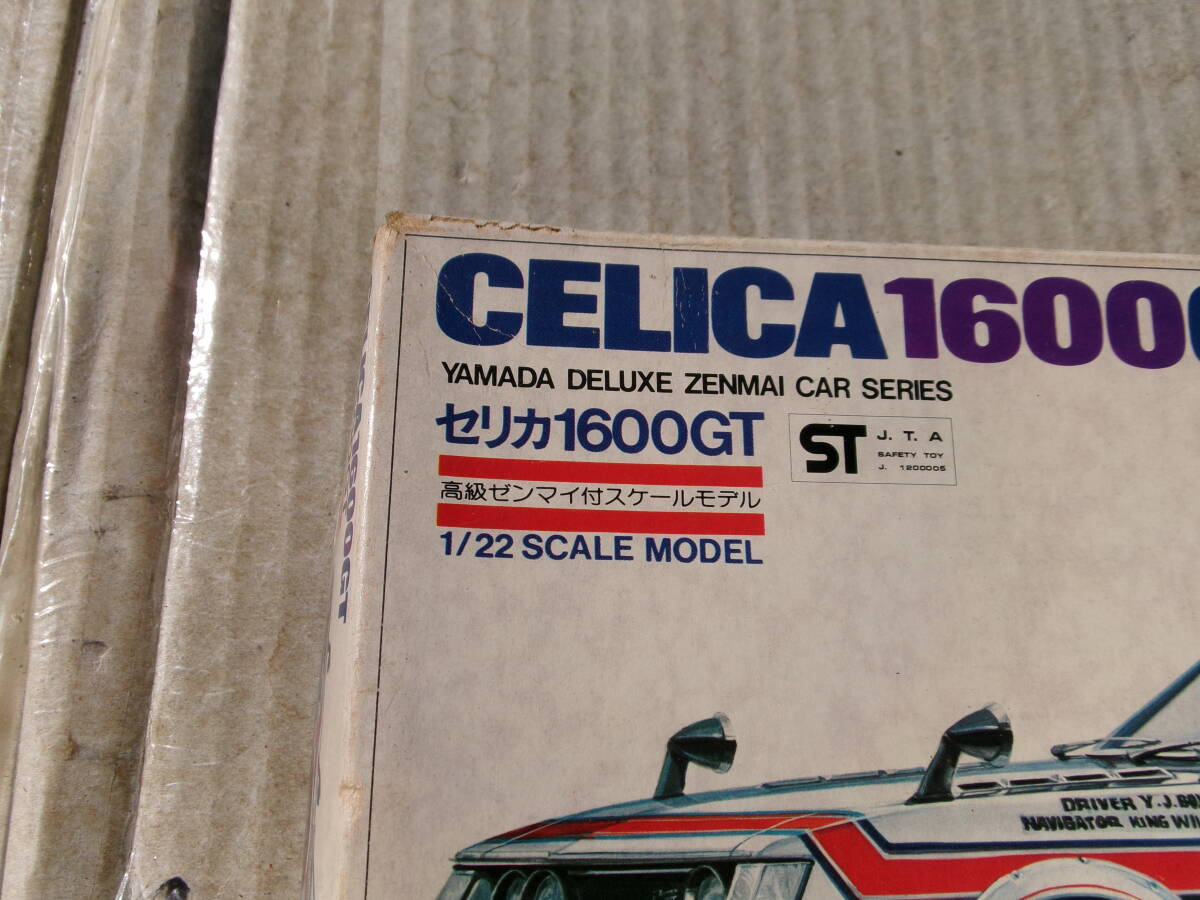 CELICA1600
YAMADA DELUXE ZENMAI CAR SERIES
セリカ1600GT
ST
J. T. A
SAFETY TOY
J. 1200005
高級ゼンマイ付スケールモデル
1/22 SCALE MODEL
DRIVER Y.J.
NAVIGATOR KING